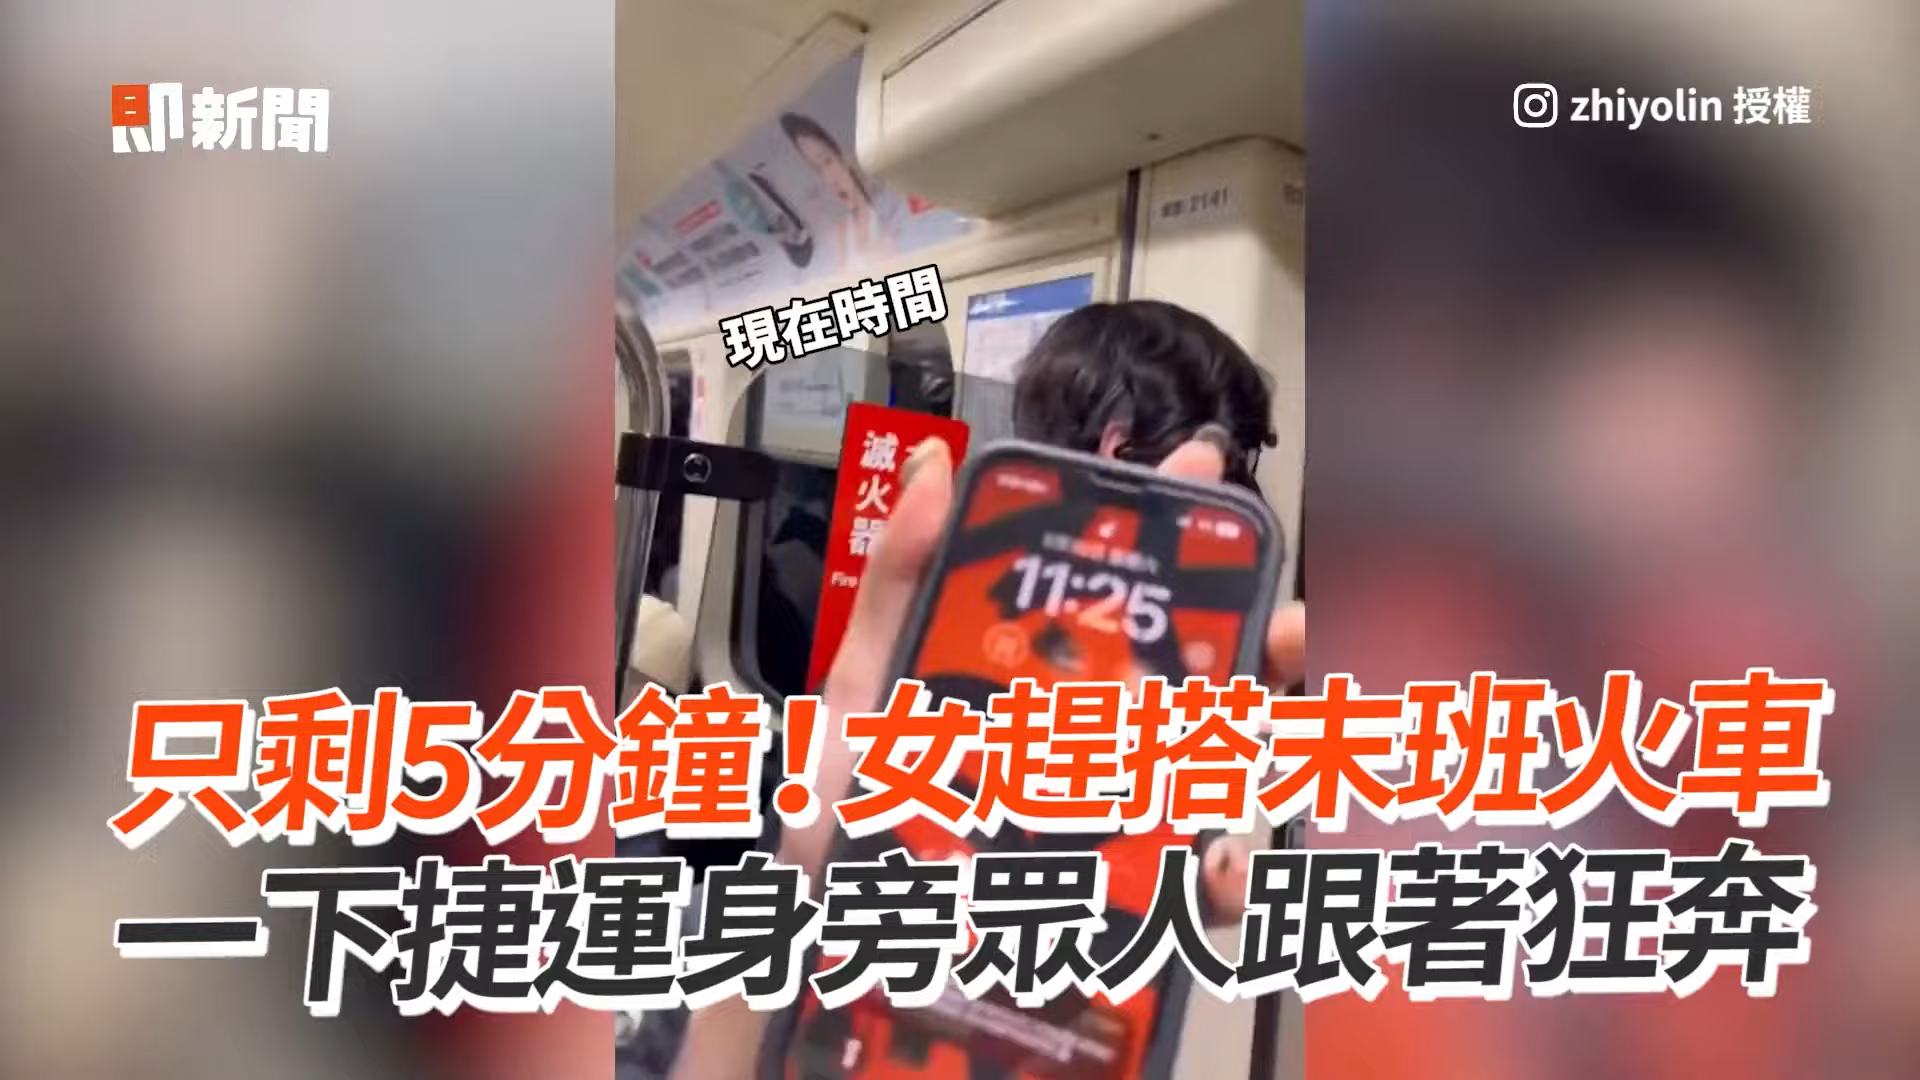 即新聞
zhiyolin 授權
2141
現在時間
滅火器
Fire
11:25
只剩5分鐘！女趕搭末班火車
一下捷運身旁眾人跟著狂奔